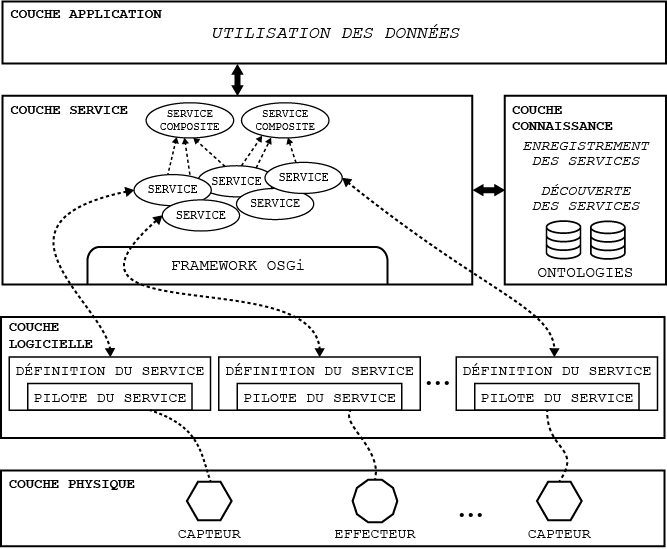 COUCHE APPLICATION
UTILISATION DES DONNÉES
COUCHE SERVICE
SERVICE
COMPOSITE
SERVICE
COMPOSITE
SERVICE
SERVICE
SERVICE
SERVICE
SERVICE
FRAMEWORK OSGi
COUCHE
CONNAISSANCE
ENREGISTREMENT
DES SERVICES
DÉCOUVERTE
DES SERVICES
ONTOLOGIES
COUCHE
LOGICIELLE
DÉFINITION DU SERVICE
PILOTE DU SERVICE
DÉFINITION DU SERVICE
PILOTE DU SERVICE
...
DÉFINITION DU SERVICE
PILOTE DU SERVICE
COUCHE PHYSIQUE
CAPTEUR
EFFECTEUR
...
CAPTEUR